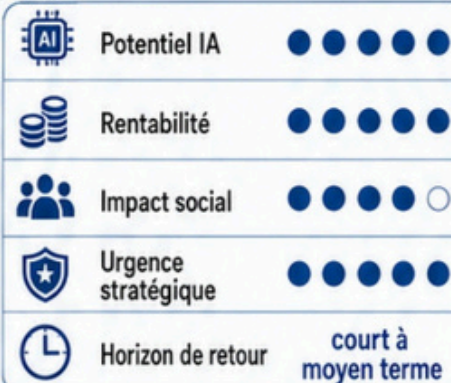 AI
Potentiel IA
Rentabilité
Impact social
Urgence
stratégique
Horizon de retour
court à
moyen terme